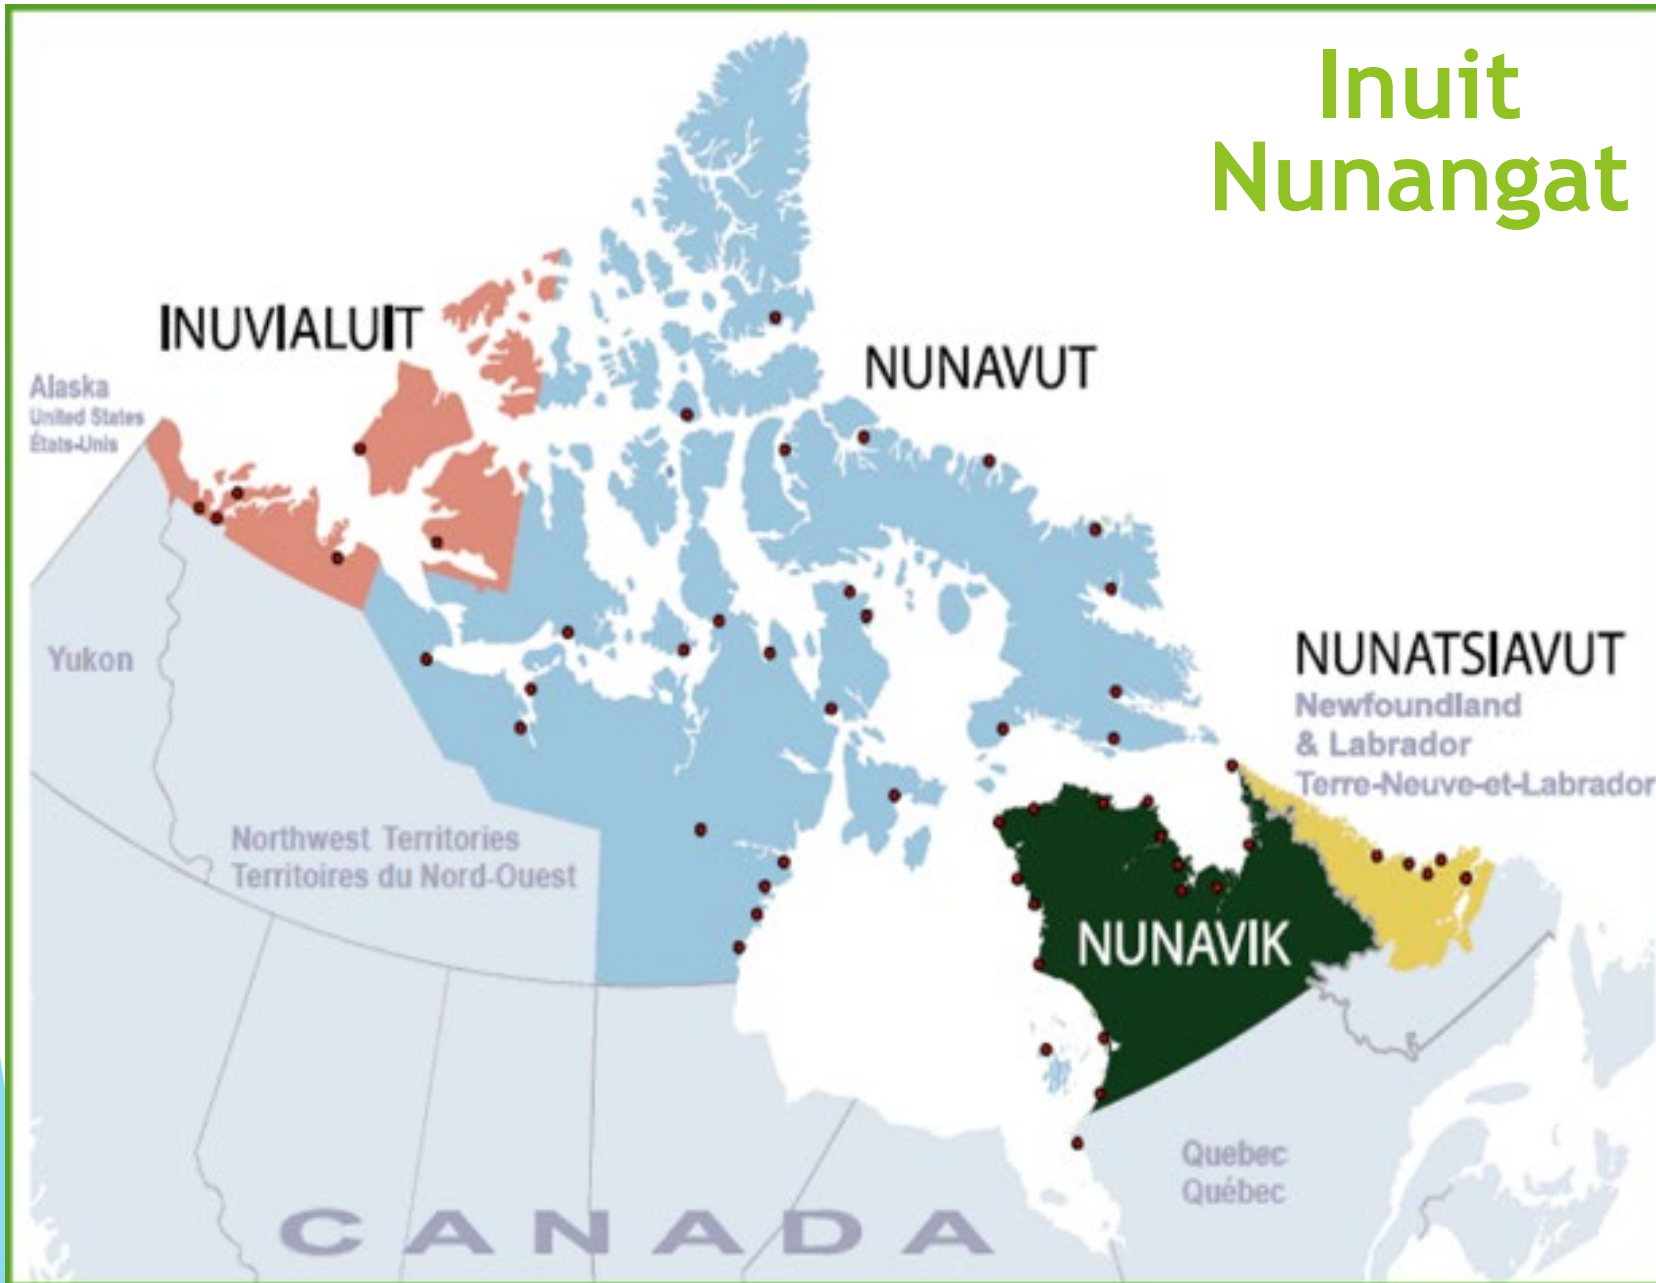 Inuit
Nunangat
INUVIALUIT
NUNAVUT
Alaska
United States
États-Unis
Yukon
NUNATSIAVUT
Newfoundland
& Labrador
Terre-Neuve-et-Labrador
Northwest Territories
Territoires du Nord-Ouest
NUNAVIK
Quebec
Québec
CANADA